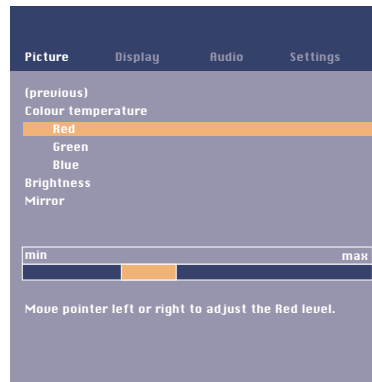 Picture Display Audio Settings
(previous)
Colour temperature
Red
Green
Blue
Brightness
Mirror
min max
Move pointer left or right to adjust the Red level.